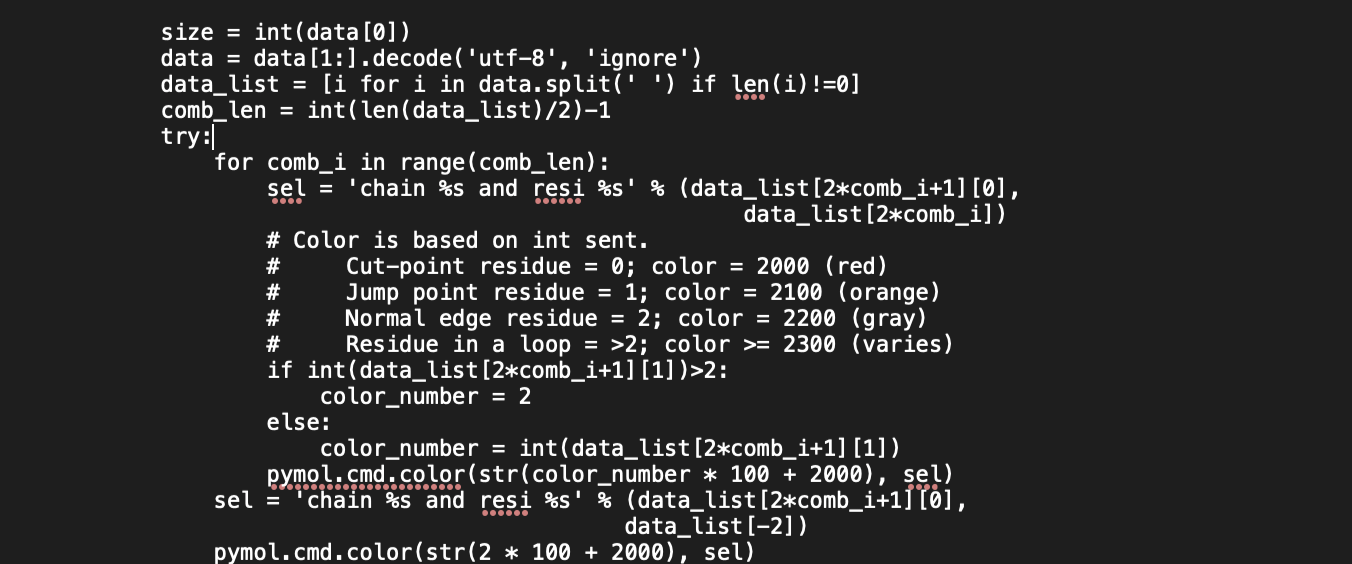 size = int(data[0])
data = data[1:].decode('utf-8', 'ignore')
data_list = [i for i in data.split(' ') if len(i)!=0]
comb_len = int(len(data_list)/2)-1
try:
    for comb_i in range(comb_len):
        sel = 'chain %s and resi %s' % (data_list[2*comb_i+1][0],
                                            data_list[2*comb_i])
        # Color is based on int sent.
        #     Cut-point residue = 0; color = 2000 (red)
        #     Jump point residue = 1; color = 2100 (orange)
        #     Normal edge residue = 2; color = 2200 (gray)
        #     Residue in a loop = >2; color >= 2300 (varies)
        if int(data_list[2*comb_i+1][1])>2:
            color_number = 2
        else:
            color_number = int(data_list[2*comb_i+1][1])
        pymol.cmd.color(str(color_number * 100 + 2000), sel)
    sel = 'chain %s and resi %s' % (data_list[2*comb_i+1][0],
                                   data_list[-2])
    pymol.cmd.color(str(2 * 100 + 2000), sel)